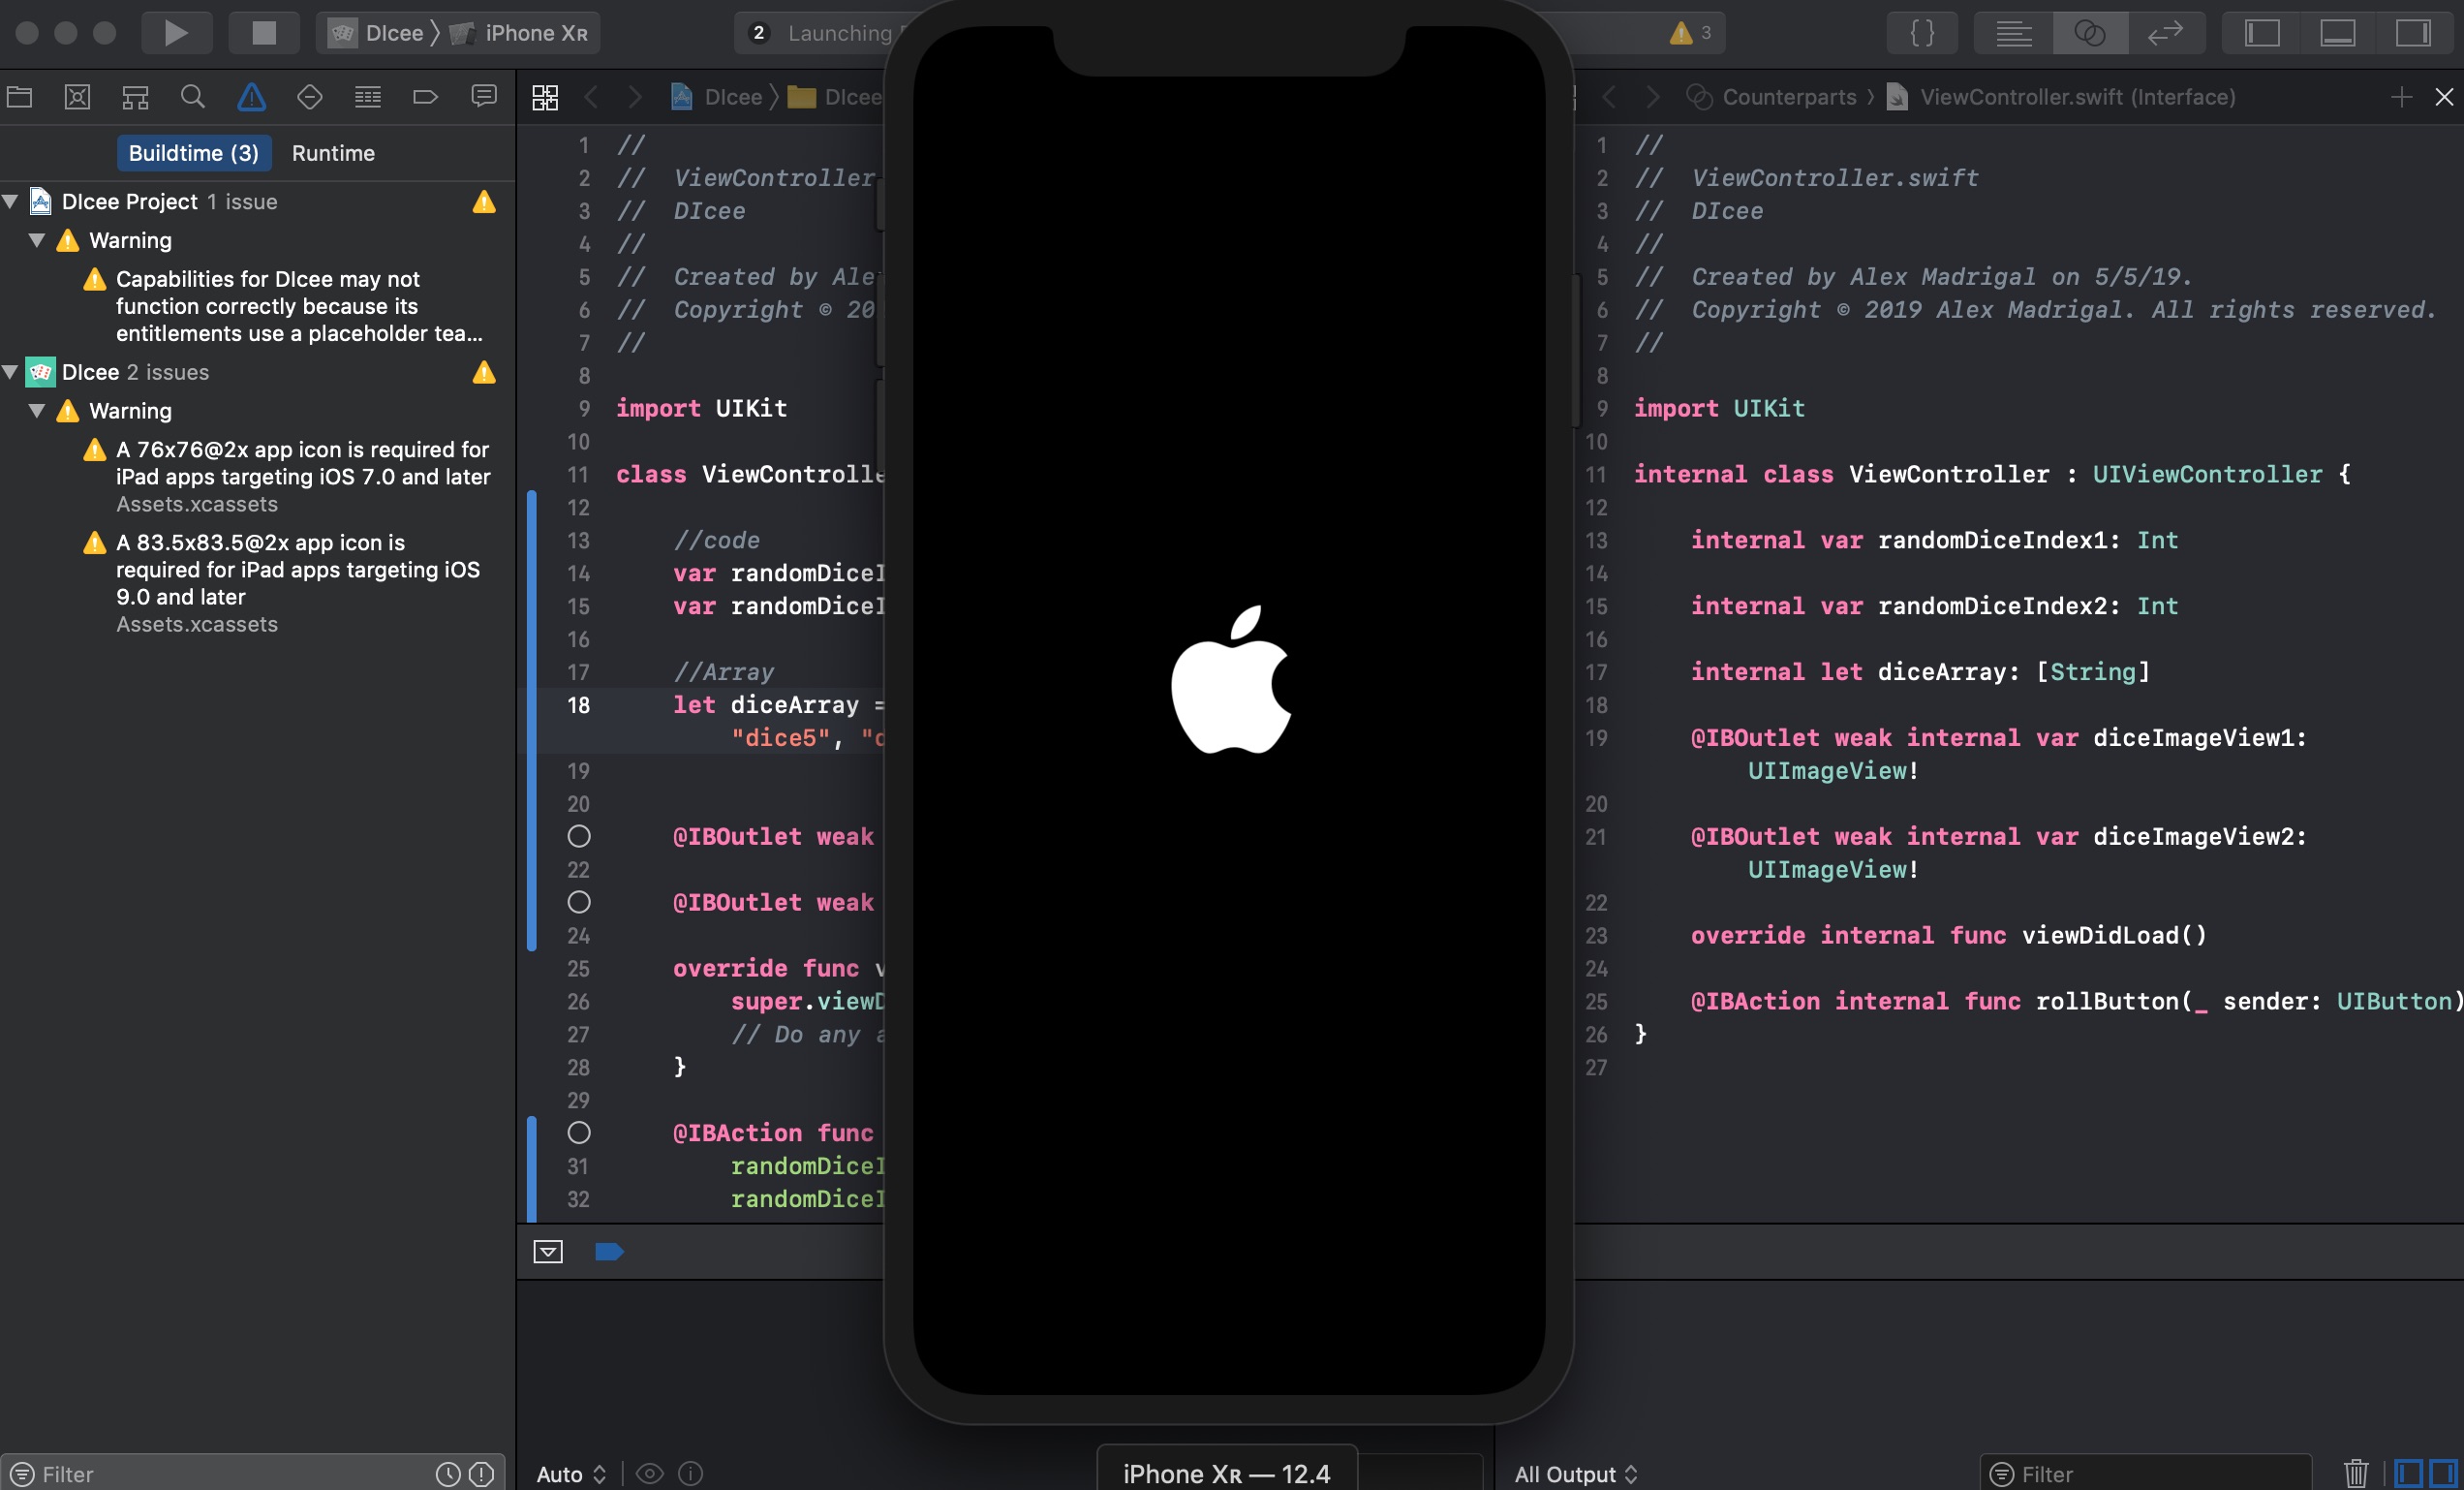 DIcee 〉 iPhone Xʀ
2 Launching
3
DIcee 〉 DIcee
Counterparts 〉 ViewController.swift (Interface)
Buildtime (3) Runtime
DIcee Project 1 issue
Warning
Capabilities for DIcee may not
function correctly because its
entitlements use a placeholder tea...
DIcee 2 issues
Warning
A 76x76@2x app icon is required for
iPad apps targeting iOS 7.0 and later
Assets.xcassets
A 83.5x83.5@2x app icon is
required for iPad apps targeting iOS
9.0 and later
Assets.xcassets
Filter
1 //
2 // ViewController
3 // DIcee
4 //
5 // Created by Ale
6 // Copyright © 20
7 //
8
9 import UIKit
10
11 class ViewControlle
12
13 //code
14 var randomDiceI
15 var randomDiceI
16
17 //Array
18 let diceArray =
"dice5", "d
19
20
@IBOutlet weak
22
@IBOutlet weak
24
25 override func v
26 super.viewD
27 // Do any a
28 }
29
@IBAction func
31 randomDiceI
32 randomDiceI
1 //
2 // ViewController.swift
3 // DIcee
4 //
5 // Created by Alex Madrigal on 5/5/19.
6 // Copyright © 2019 Alex Madrigal. All rights reserved.
7 //
8
9 import UIKit
10
11 internal class ViewController : UIViewController {
12
13 internal var randomDiceIndex1: Int
14
15 internal var randomDiceIndex2: Int
16
17 internal let diceArray: [String]
18
19 @IBOutlet weak internal var diceImageView1:
UIImageView!
20
21 @IBOutlet weak internal var diceImageView2:
UIImageView!
22
23 override internal func viewDidLoad()
24
25 @IBAction internal func rollButton(_ sender: UIButton)
26 }
27
Auto
iPhone Xʀ — 12.4
All Output
Filter